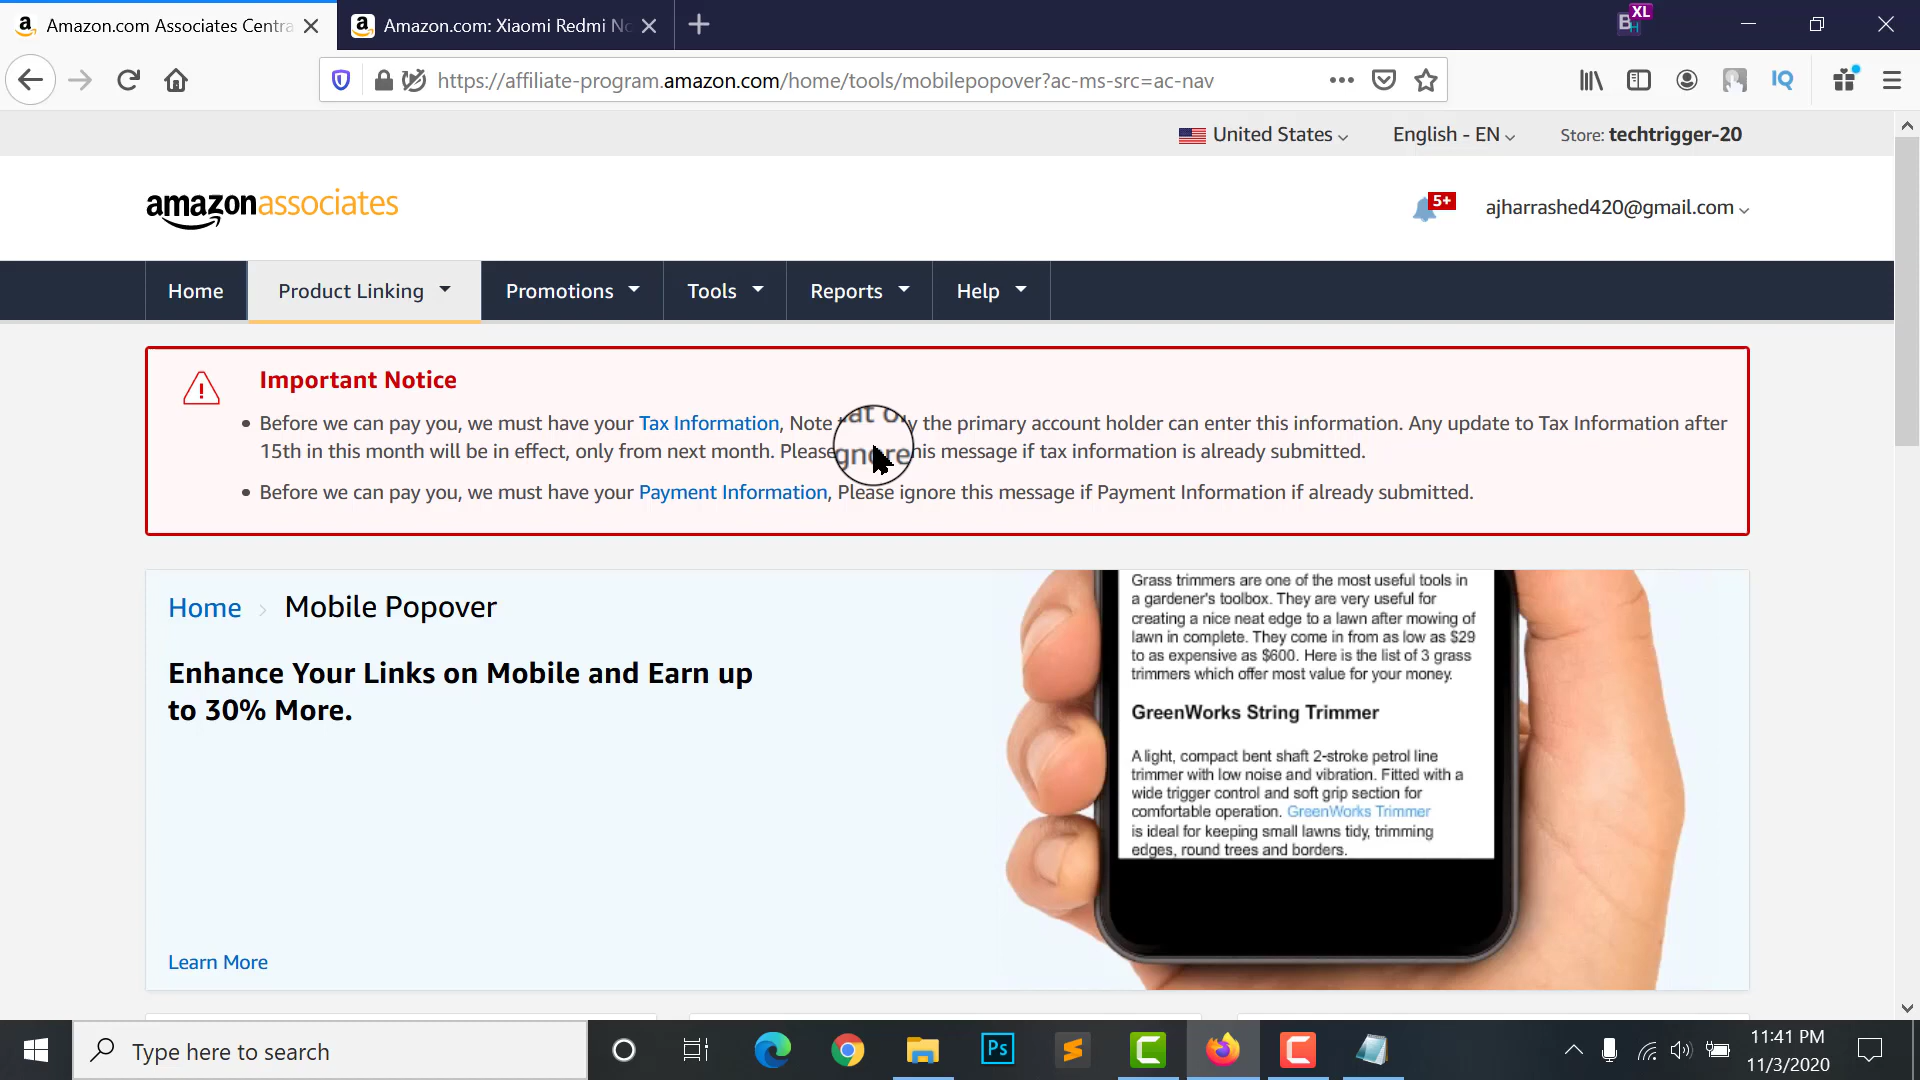 Amazon.com Associates Centra
Amazon.com: Xiaomi Redmi No
XL
BH
https://affiliate-program.amazon.com/home/tools/mobilepopover?ac-ms-src=ac-nav
IQ
United States
English - EN
Store: techtrigger-20
amazonassociates
5+
ajharrashed420@gmail.com
Home
Product Linking
Promotions
Tools
Reports
Help
Important Notice
Before we can pay you, we must have your Tax Information, Note the primary account holder can enter this information. Any update to Tax Information after
15th in this month will be in effect, only from next month. Please message if tax information is already submitted.
Before we can pay you, we must have your Payment Information, Please ignore this message if Payment Information if already submitted.
Home > Mobile Popover
Enhance Your Links on Mobile and Earn up
to 30% More.
Learn More
Grass trimmers are one of the most useful tools in
a gardener's toolbox. They are very useful for
creating a nice neat edge to a lawn after mowing of
lawn in complete. They come in from as low as $29
to as expensive as $600. Here is the list of 3 grass
trimmers which offer most value for your money.
GreenWorks String Trimmer
A light, compact bent shaft 2-stroke petrol line
trimmer with low noise and vibration. Fitted with a
wide trigger control and soft grip section for
comfortable operation. GreenWorks Trimmer
is ideal for keeping small lawns tidy, trimming
edges, round trees and borders.
Type here to search
Ps
11:41 PM
11/3/2020